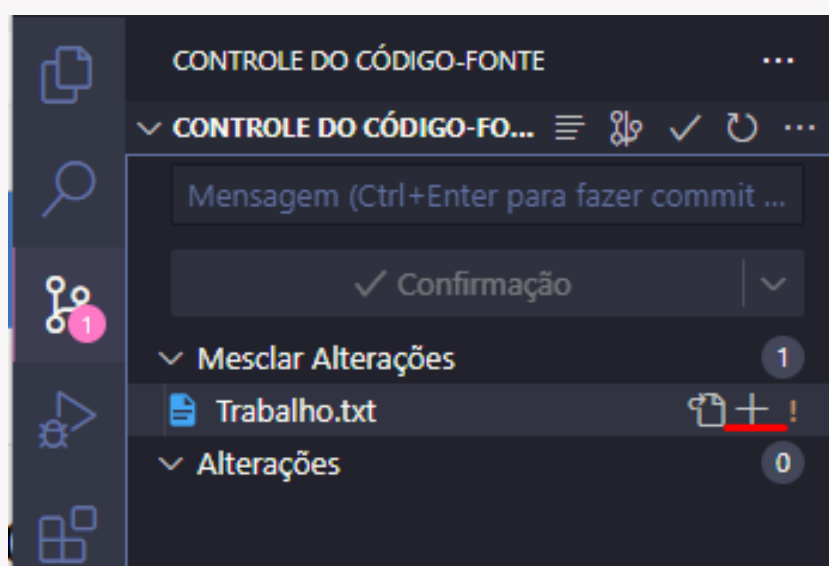 CONTROLE DO CÓDIGO-FONTE
CONTROLE DO CÓDIGO-FO...
Mensagem (Ctrl+Enter para fazer commit ...
Confirmação
1
Mesclar Alterações 1
Trabalho.txt !
Alterações 0